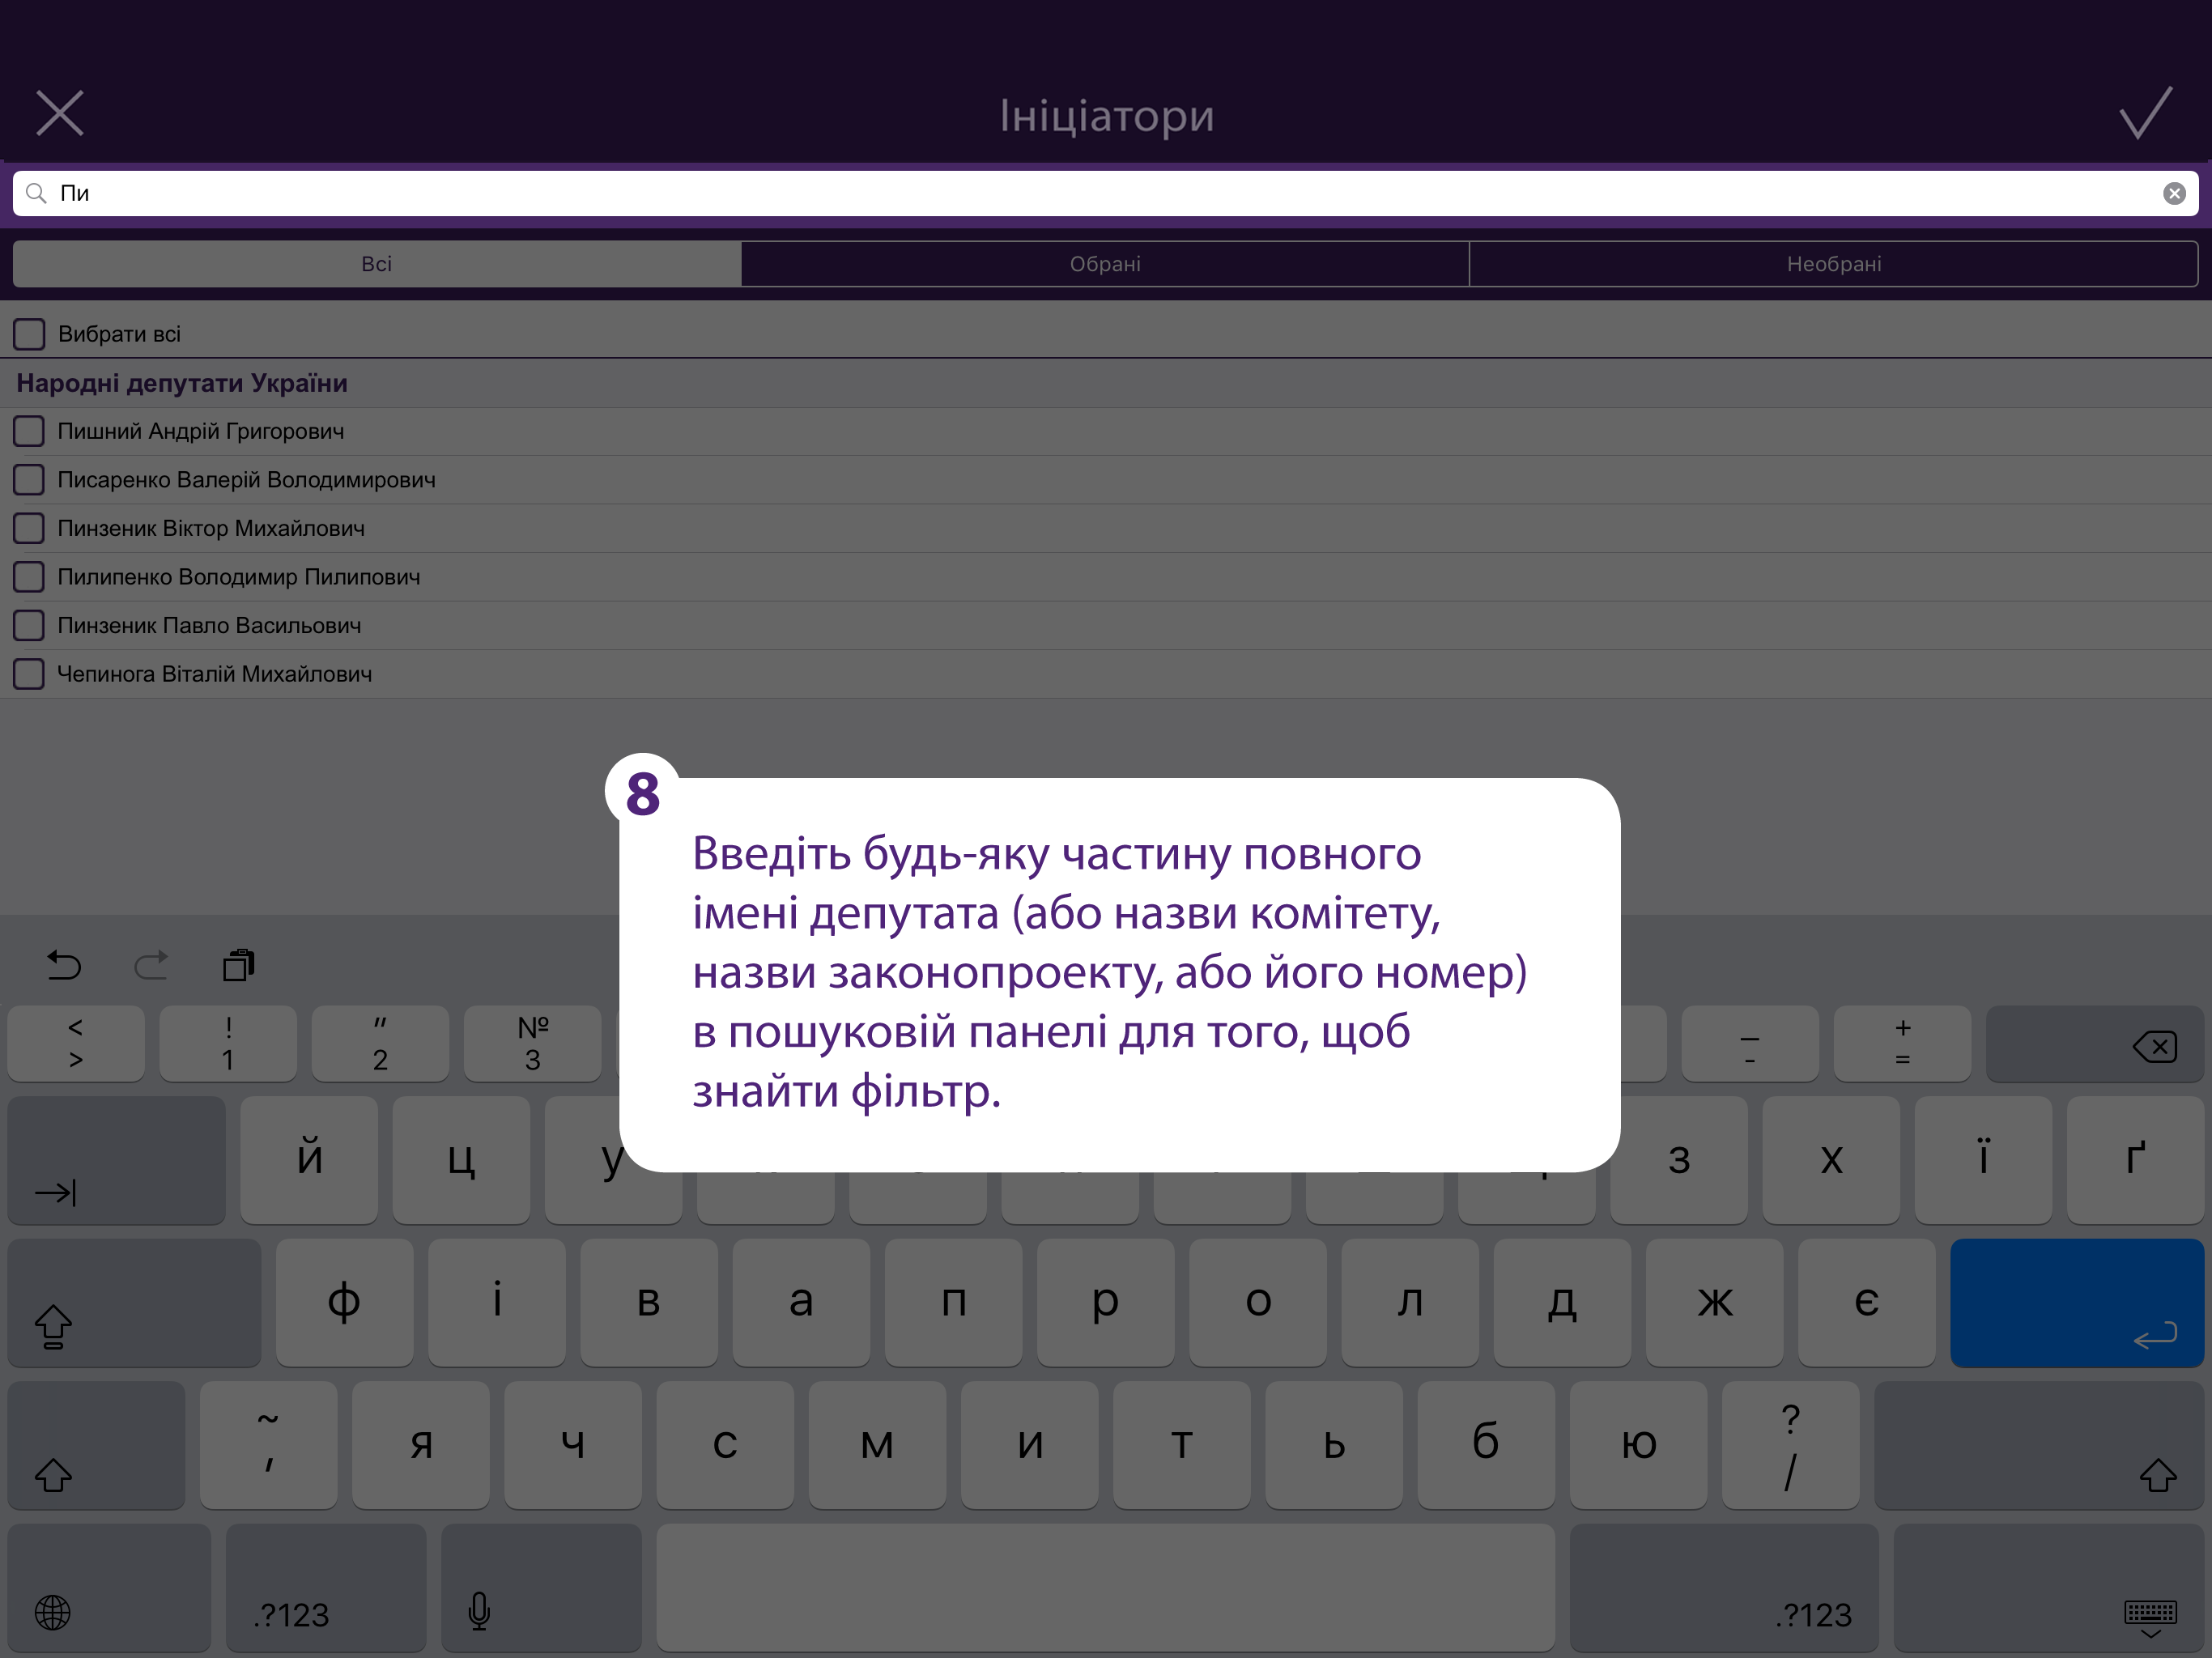 Ініціатори
Пи
Всі
Обрані
Необрані
Вибрати всі
Народні депутати України
Пишний Андрій Григорович
Писаренко Валерій Володимирович
Пинзеник Віктор Михайлович
Пилипенко Володимир Пилипович
Пинзеник Павло Васильович
Чепинога Віталій Михайлович
8
Введіть будь-яку частину повного
імені депутата (або назви комітету,
назви законопроекту, або його номер)
в пошуковій панелі для того, щоб
знайти фільтр.
< ! " № _ +
> 1 2 3 - =
й ц у з х ї ґ
ф і в а п р о л д ж є
~ ?
, я ч с м и т ь б ю /
.?123 .?123